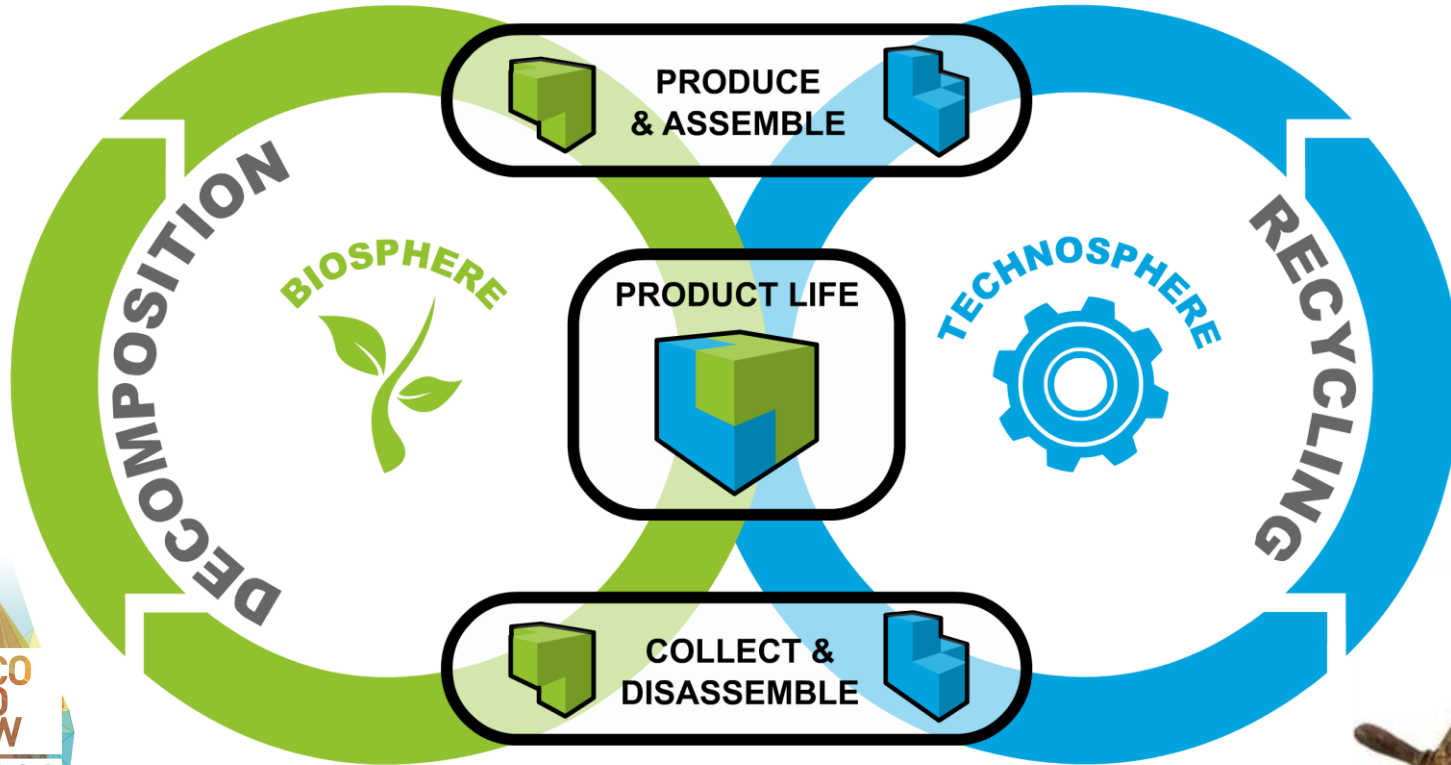 PRODUCE
& ASSEMBLE
DECOMPOSITION
BIOSPHERE
PRODUCT LIFE
TECHNOSPHERE
RECYCLING
COLLECT &
DISASSEMBLE